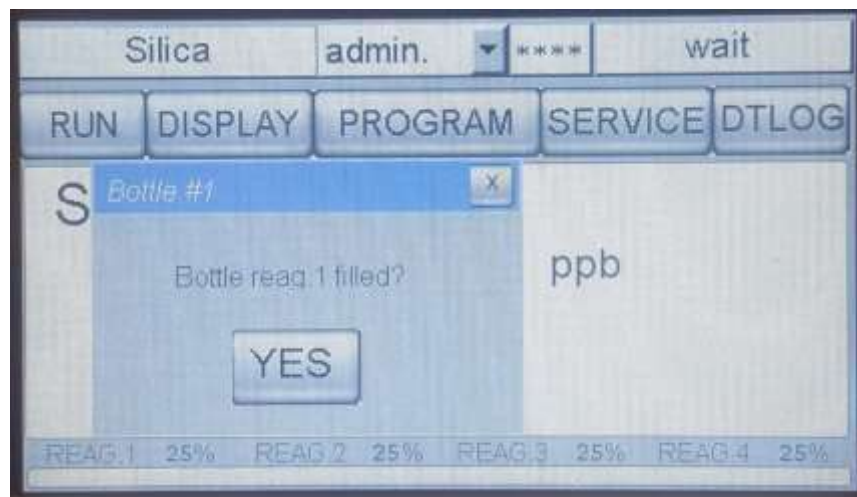 Silica admin. **** wait
RUN DISPLAY PROGRAM SERVICE DTLOG
Bottle #1 X
S
Bottle reag.1 filled?
ppb
YES
REAG.1 25% REAG.2 25% REAG.3 25% REAG.4 25%